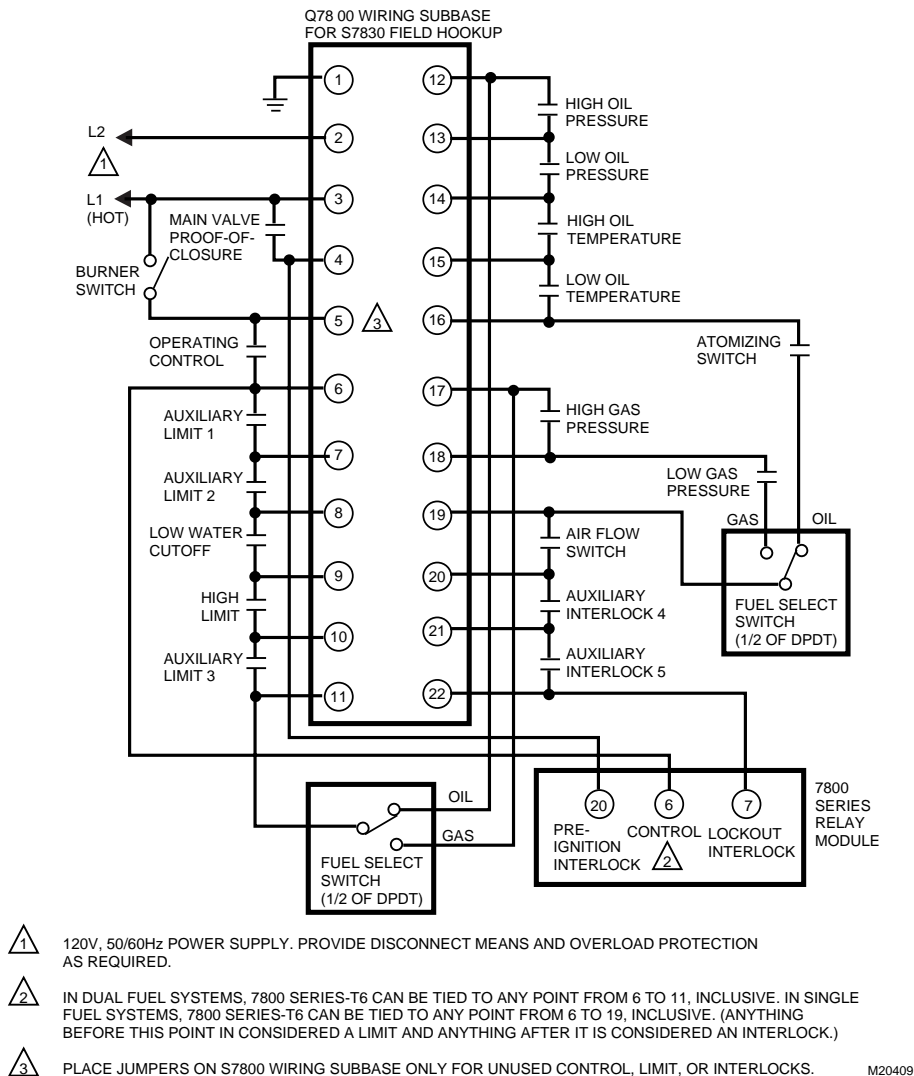 Q78 00 WIRING SUBBASE
FOR S7830 FIELD HOOKUP
1
12
HIGH OIL
PRESSURE
L2
1
2
13
LOW OIL
PRESSURE
L1
(HOT)
3
14
MAIN VALVE
PROOF-OF-
CLOSURE
HIGH OIL
TEMPERATURE
4
15
BURNER
SWITCH
LOW OIL
TEMPERATURE
5
3
16
OPERATING
CONTROL
ATOMIZING
SWITCH
6
17
AUXILIARY
LIMIT 1
HIGH GAS
PRESSURE
7
18
AUXILIARY
LIMIT 2
LOW GAS
PRESSURE
8
19
GAS
OIL
LOW WATER
CUTOFF
AIR FLOW
SWITCH
9
20
HIGH
LIMIT
AUXILIARY
INTERLOCK 4
FUEL SELECT
SWITCH
(1/2 OF DPDT)
10
21
AUXILIARY
LIMIT 3
AUXILIARY
INTERLOCK 5
11
22
OIL
GAS
FUEL SELECT
SWITCH
(1/2 OF DPDT)
20
6
7
PRE-
IGNITION
INTERLOCK
CONTROL
2
LOCKOUT
INTERLOCK
7800
SERIES
RELAY
MODULE
1 120V, 50/60Hz POWER SUPPLY. PROVIDE DISCONNECT MEANS AND OVERLOAD PROTECTION
AS REQUIRED.
2 IN DUAL FUEL SYSTEMS, 7800 SERIES-T6 CAN BE TIED TO ANY POINT FROM 6 TO 11, INCLUSIVE. IN SINGLE
FUEL SYSTEMS, 7800 SERIES-T6 CAN BE TIED TO ANY POINT FROM 6 TO 19, INCLUSIVE. (ANYTHING
BEFORE THIS POINT IN CONSIDERED A LIMIT AND ANYTHING AFTER IT IS CONSIDERED AN INTERLOCK.)
3 PLACE JUMPERS ON S7800 WIRING SUBBASE ONLY FOR UNUSED CONTROL, LIMIT, OR INTERLOCKS.
M20409